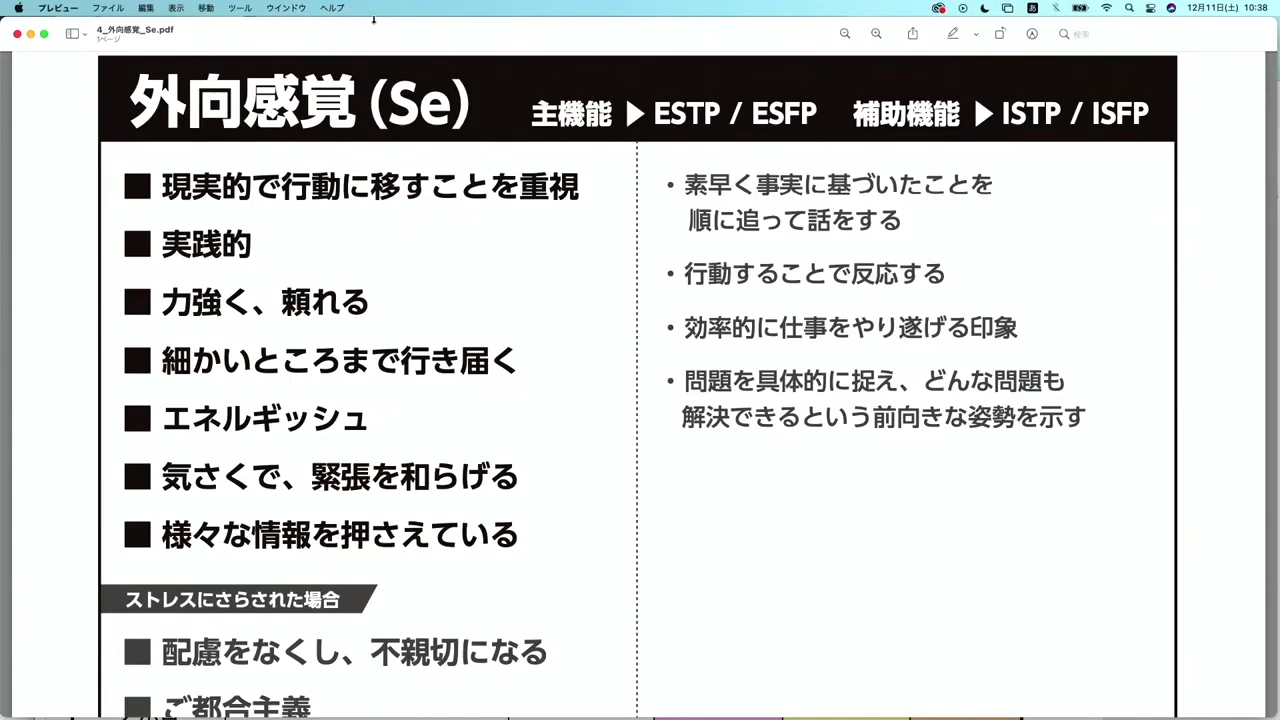 プレビュー ファイル 編集 表示 移動 ツール ウインドウ ヘルプ
あ 12月11日(土) 10:38
4_外向感覚_Se.pdf
1ページ
検索
外向感覚(Se) 主機能 ▶ ESTP / ESFP 補助機能 ▶ ISTP / ISFP
■ 現実的で行動に移すことを重視
■ 実践的
■ 力強く、頼れる
■ 細かいところまで行き届く
■ エネルギッシュ
■ 気さくで、緊張を和らげる
■ 様々な情報を押さえている
ストレスにさらされた場合
■ 配慮をなくし、不親切になる
■ ご都合主義
・素早く事実に基づいたことを
順に追って話をする
・行動することで反応する
・効率的に仕事をやり遂げる印象
・問題を具体的に捉え、どんな問題も
解決できるという前向きな姿勢を示す